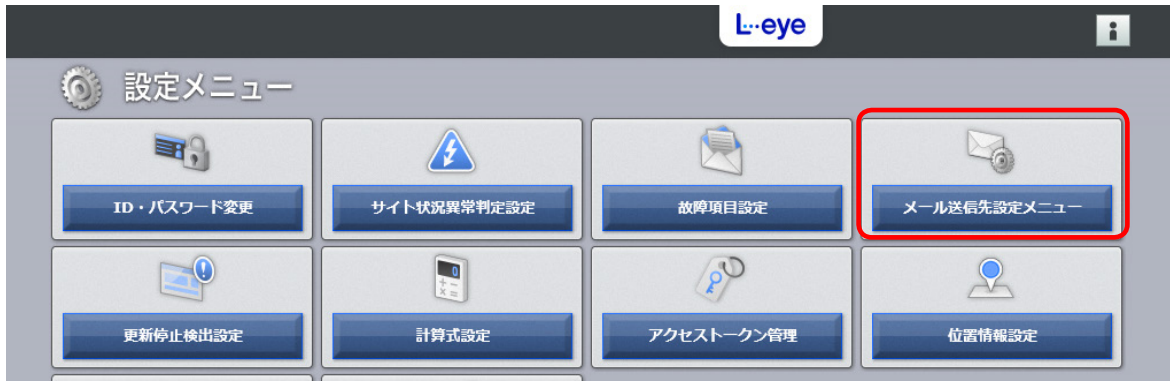 L・・・eye
設定メニュー
ID・パスワード変更
サイト状況異常判定設定
故障項目設定
メール送信先設定メニュー
更新停止検出設定
計算式設定
アクセストークン管理
位置情報設定